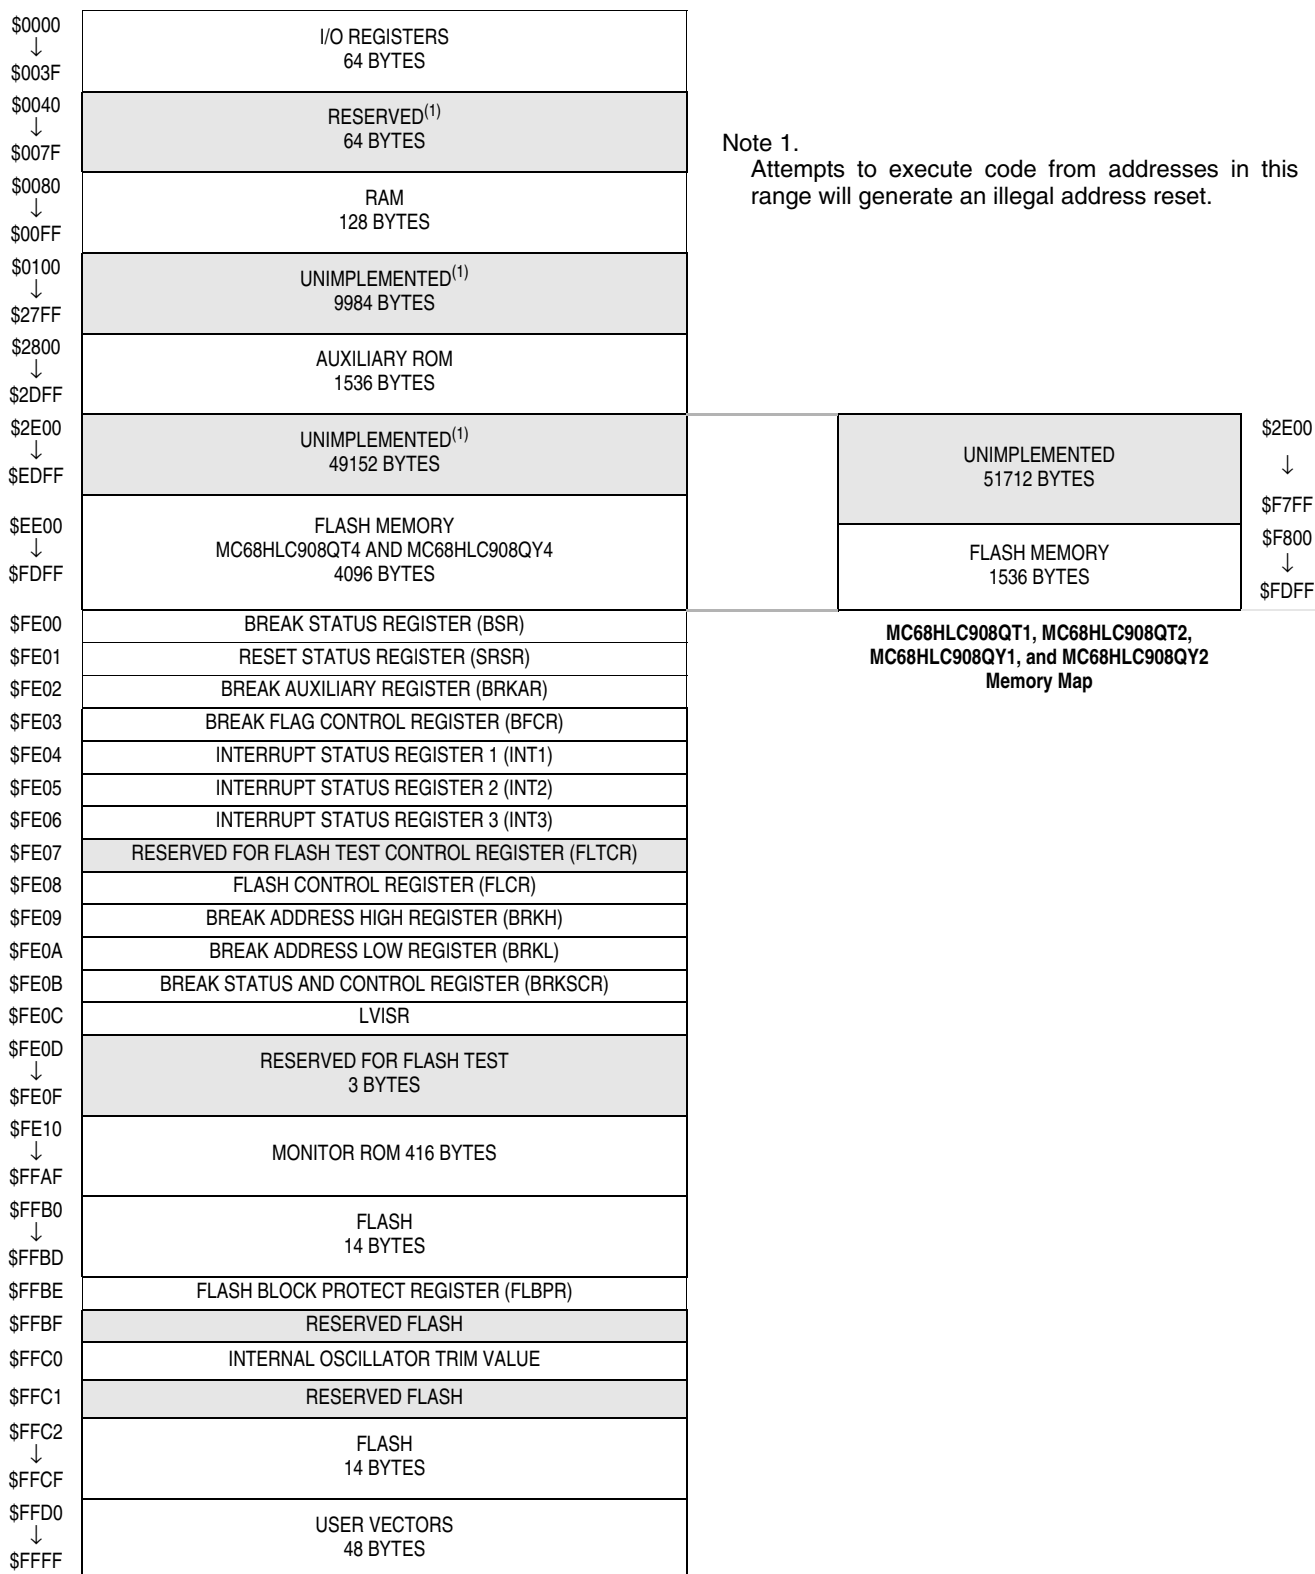 $0000
↓
$003F
I/O REGISTERS
64 BYTES
$0040
↓
$007F
RESERVED(1)
64 BYTES
Note 1.
Attempts to execute code from addresses in this
range will generate an illegal address reset.
$0080
↓
$00FF
RAM
128 BYTES
$0100
↓
$27FF
UNIMPLEMENTED(1)
9984 BYTES
$2800
↓
$2DFF
AUXILIARY ROM
1536 BYTES
$2E00
↓
$EDFF
UNIMPLEMENTED(1)
49152 BYTES
UNIMPLEMENTED
51712 BYTES
$2E00
↓
$F7FF
$EE00
↓
$FDFF
FLASH MEMORY
MC68HLC908QT4 AND MC68HLC908QY4
4096 BYTES
FLASH MEMORY
1536 BYTES
$F800
↓
$FDFF
MC68HLC908QT1, MC68HLC908QT2,
MC68HLC908QY1, and MC68HLC908QY2
Memory Map
$FE00 BREAK STATUS REGISTER (BSR)
$FE01 RESET STATUS REGISTER (SRSR)
$FE02 BREAK AUXILIARY REGISTER (BRKAR)
$FE03 BREAK FLAG CONTROL REGISTER (BFCR)
$FE04 INTERRUPT STATUS REGISTER 1 (INT1)
$FE05 INTERRUPT STATUS REGISTER 2 (INT2)
$FE06 INTERRUPT STATUS REGISTER 3 (INT3)
$FE07 RESERVED FOR FLASH TEST CONTROL REGISTER (FLTCR)
$FE08 FLASH CONTROL REGISTER (FLCR)
$FE09 BREAK ADDRESS HIGH REGISTER (BRKH)
$FE0A BREAK ADDRESS LOW REGISTER (BRKL)
$FE0B BREAK STATUS AND CONTROL REGISTER (BRKSCR)
$FE0C LVISR
$FE0D
↓
$FE0F
RESERVED FOR FLASH TEST
3 BYTES
$FE10
↓
$FFAF
MONITOR ROM 416 BYTES
$FFB0
↓
$FFBD
FLASH
14 BYTES
$FFBE FLASH BLOCK PROTECT REGISTER (FLBPR)
$FFBF RESERVED FLASH
$FFC0 INTERNAL OSCILLATOR TRIM VALUE
$FFC1 RESERVED FLASH
$FFC2
↓
$FFCF
FLASH
14 BYTES
$FFD0
↓
$FFFF
USER VECTORS
48 BYTES